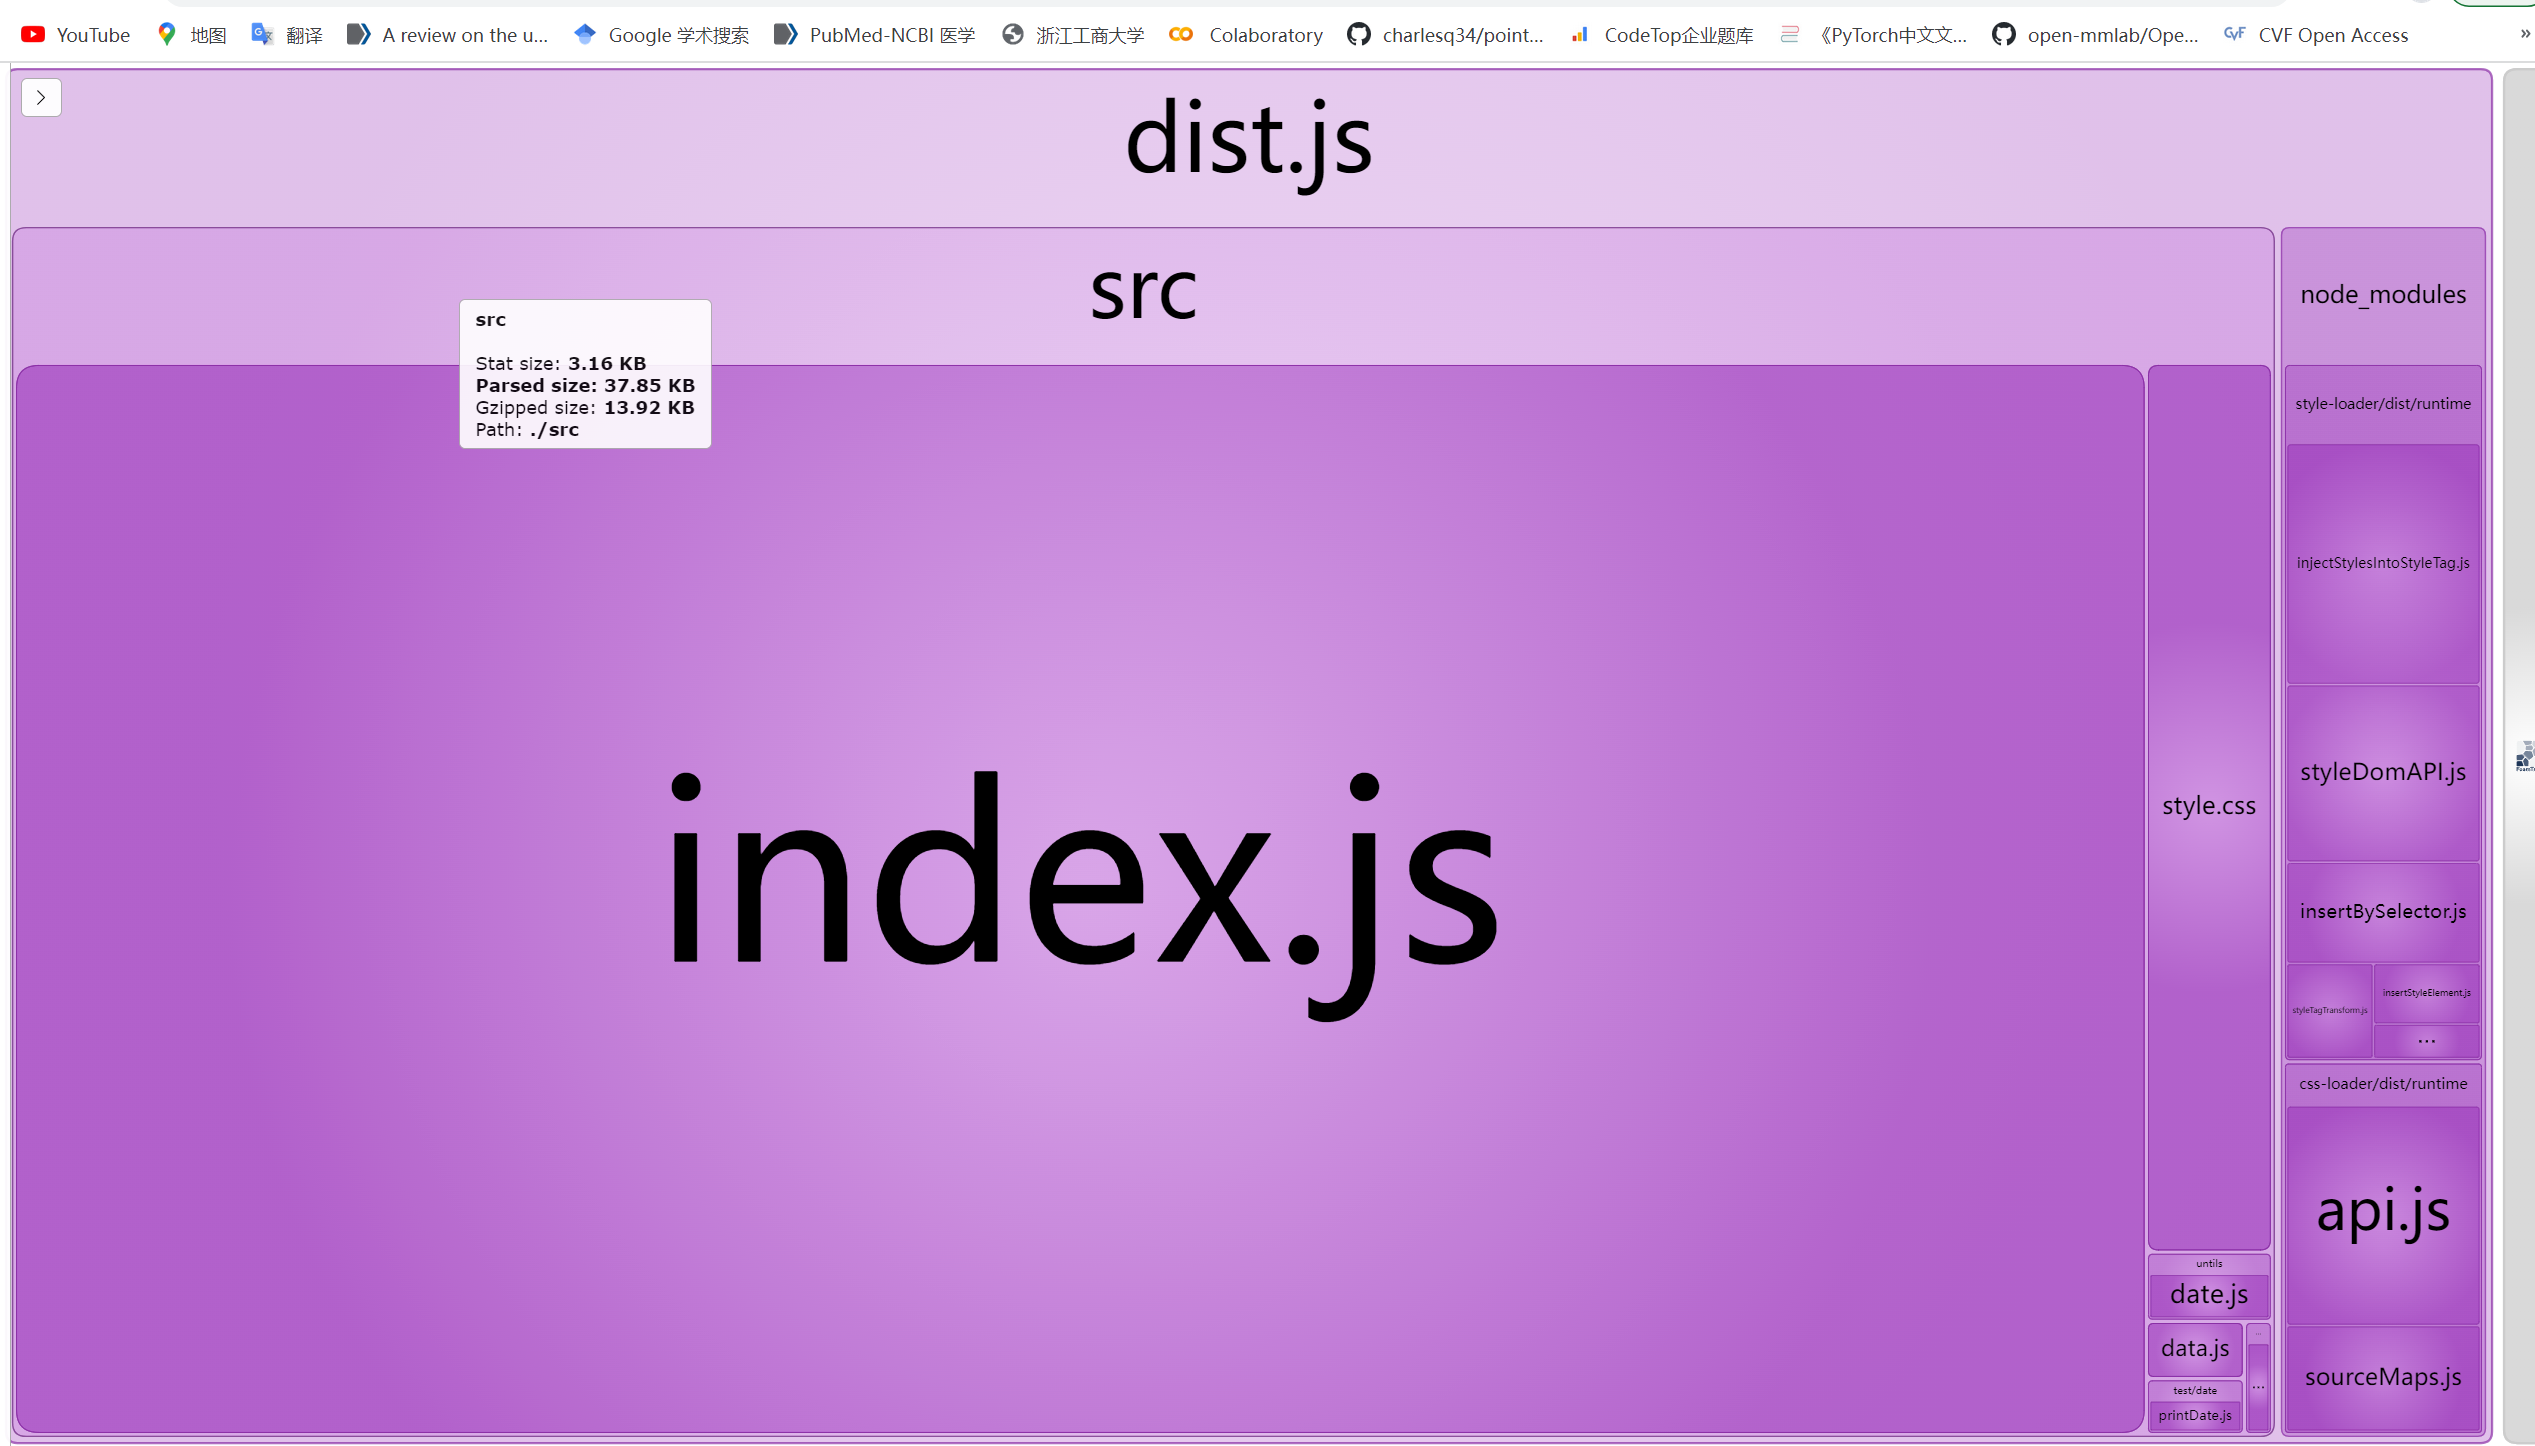 YouTube 地图 翻译 A review on the u... Google 学术搜索 PubMed-NCBI 医学 浙江工商大学 Colaboratory charlesq34/point... CodeTop企业题库 《PyTorch中文文... open-mmlab/Ope... CVF Open Access »
dist.js
src
node_modules
src
Stat size: 3.16 KB
Parsed size: 37.85 KB
Gzipped size: 13.92 KB
Path: ./src
index.js
style.css
untils
date.js
data.js
...
...
test/date
printDate.js
style-loader/dist/runtime
injectStylesIntoStyleTag.js
styleDomAPI.js
insertBySelector.js
styleTagTransform.js
insertStyleElement.js
...
css-loader/dist/runtime
api.js
sourceMaps.js